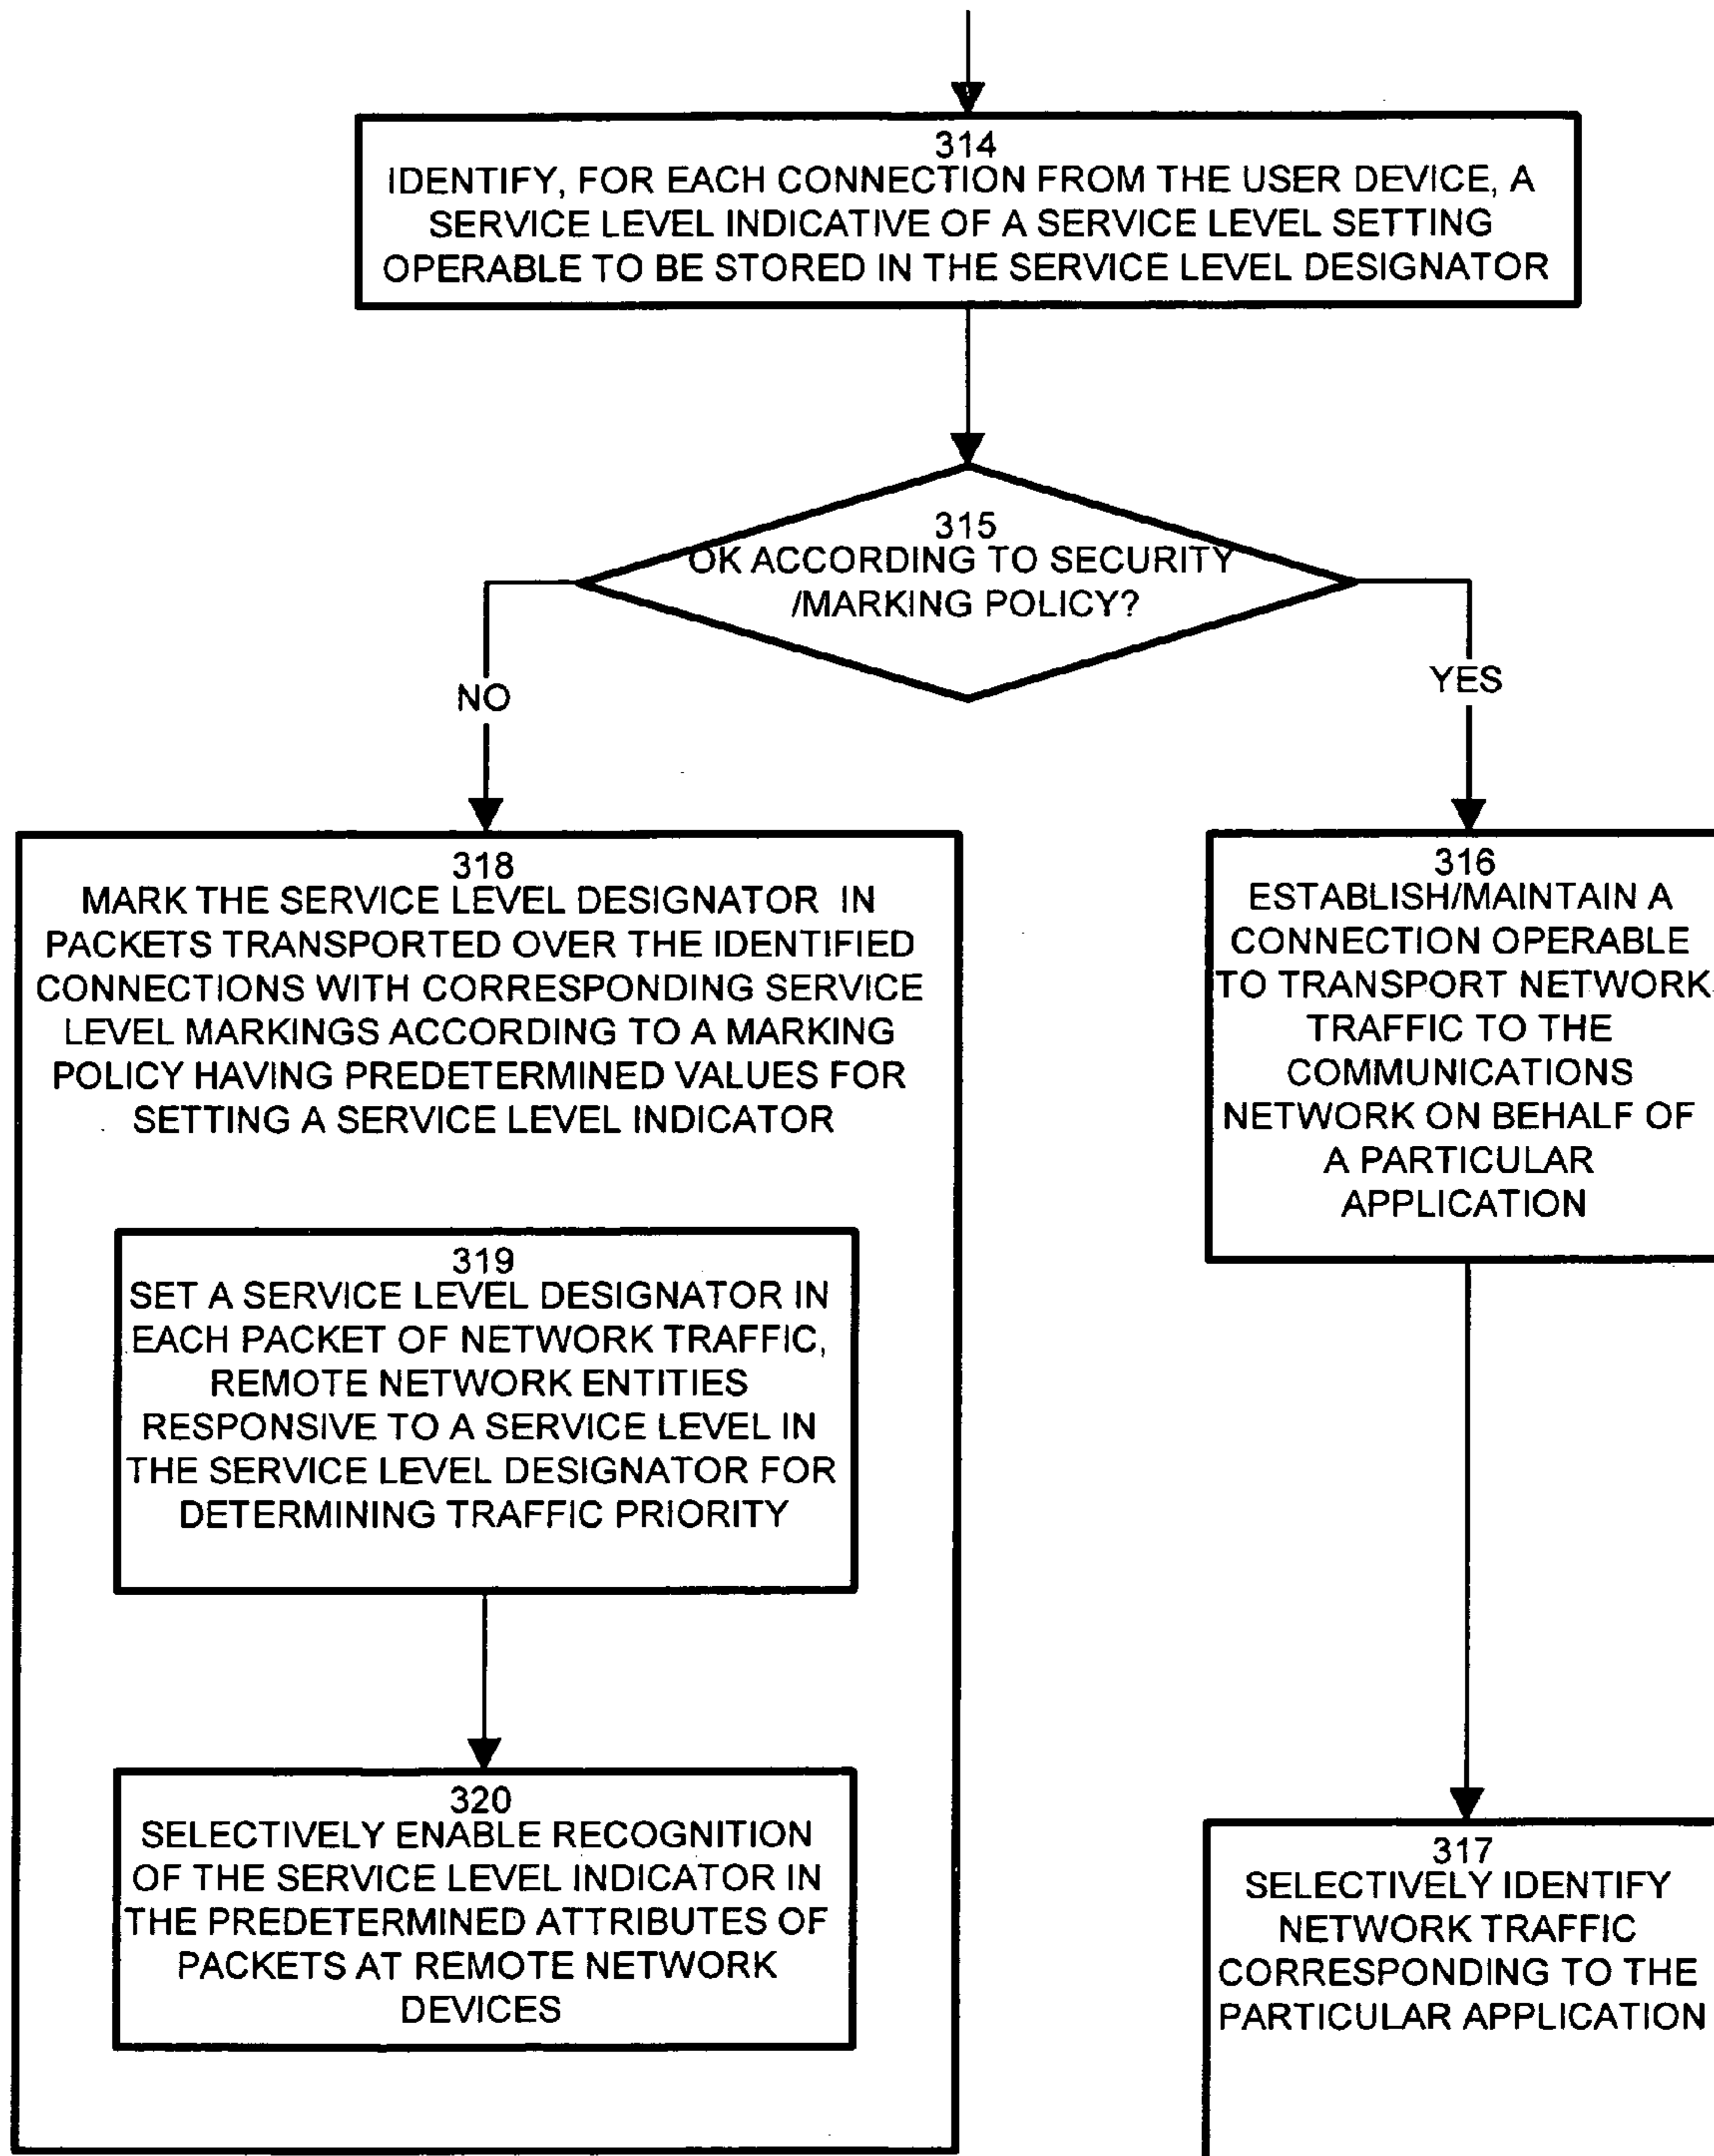 314
IDENTIFY, FOR EACH CONNECTION FROM THE USER DEVICE, A
SERVICE LEVEL INDICATIVE OF A SERVICE LEVEL SETTING
OPERABLE TO BE STORED IN THE SERVICE LEVEL DESIGNATOR
315
OK ACCORDING TO SECURITY
/MARKING POLICY?
NO
YES
318
MARK THE SERVICE LEVEL DESIGNATOR IN
PACKETS TRANSPORTED OVER THE IDENTIFIED
CONNECTIONS WITH CORRESPONDING SERVICE
LEVEL MARKINGS ACCORDING TO A MARKING
POLICY HAVING PREDETERMINED VALUES FOR
SETTING A SERVICE LEVEL INDICATOR
319
SET A SERVICE LEVEL DESIGNATOR IN
EACH PACKET OF NETWORK TRAFFIC,
REMOTE NETWORK ENTITIES
RESPONSIVE TO A SERVICE LEVEL IN
THE SERVICE LEVEL DESIGNATOR FOR
DETERMINING TRAFFIC PRIORITY
320
SELECTIVELY ENABLE RECOGNITION
OF THE SERVICE LEVEL INDICATOR IN
THE PREDETERMINED ATTRIBUTES OF
PACKETS AT REMOTE NETWORK
DEVICES
316
ESTABLISH/MAINTAIN A
CONNECTION OPERABLE
TO TRANSPORT NETWORK
TRAFFIC TO THE
COMMUNICATIONS
NETWORK ON BEHALF OF
A PARTICULAR
APPLICATION
317
SELECTIVELY IDENTIFY
NETWORK TRAFFIC
CORRESPONDING TO THE
PARTICULAR APPLICATION